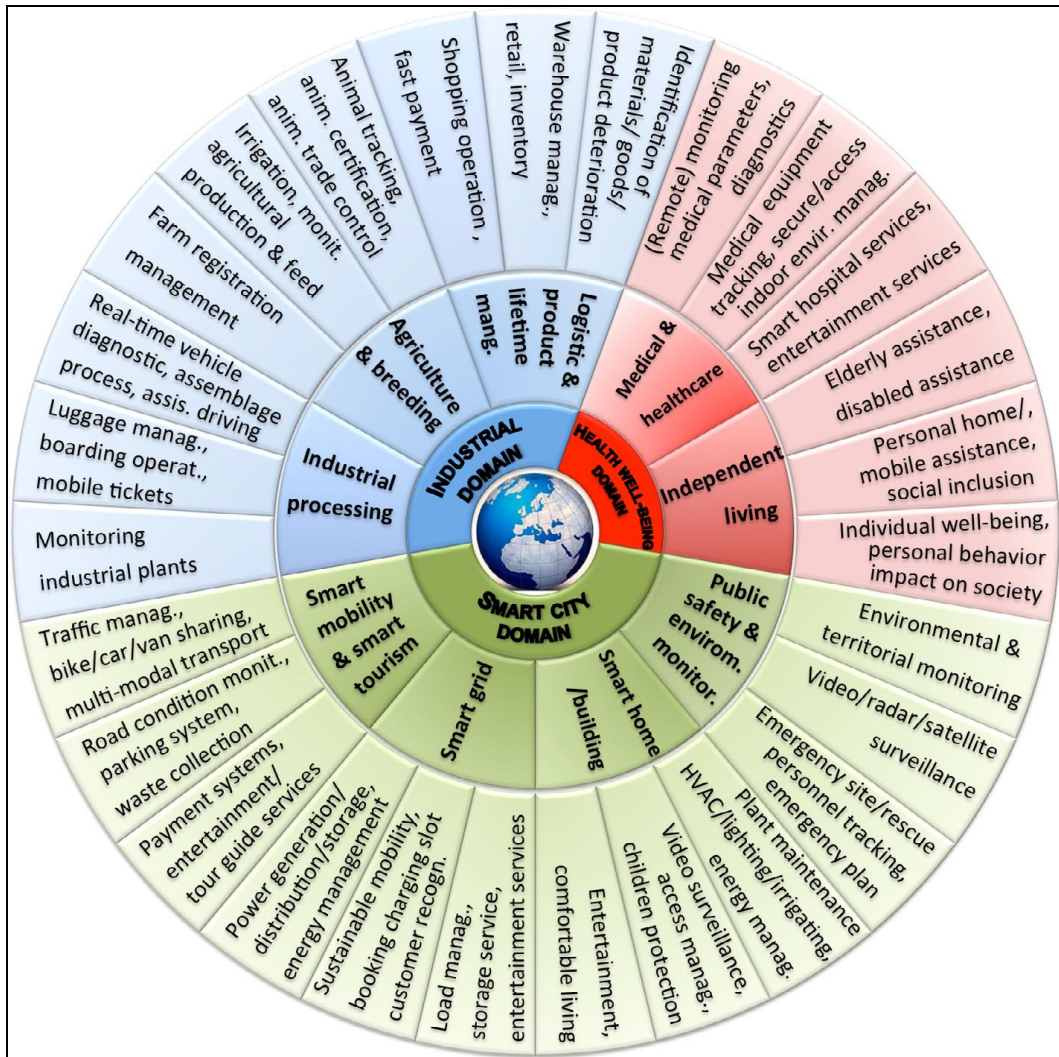 INDUSTRIAL
DOMAIN
HEALTH WELL-BEING
DOMAIN
SMART CITY
DOMAIN
Logistic &
product
lifetime
mang.
Medical &
healthcare
Independent
living
Public
safety &
environm.
monitor.
Smart home
/building
Smart grid
Smart
mobility
& smart
tourism
Industrial
processing
Agriculture
& breeding
Identification of
materials/ goods/
product deterioration
(Remote) monitoring
medical parameters,
diagnostics
Medical equipment
tracking, secure/access
indoor envir. manag.
Smart hospital services,
entertainment services
Elderly assistance,
disabled assistance
Personal home/,
mobile assistance,
social inclusion
Individual well-being,
personal behavior
impact on society
Environmental &
territorial monitoring
Video/radar/satellite
surveillance
Emergency site/rescue
personnel tracking,
emergency plan
Plant maintenance
HVAC/lighting/irrigating,
energy manag.
Video surveillance,
access manag.,
children protection
Entertainment,
comfortable living
Load manag.,
storage service,
entertainment services
Sustainable mobility,
booking charging slot
customer recogn.
Power generation/
distribution/storage,
energy management
Payment systems,
entertainment/
tour guide services
Road condition monit.,
parking system,
waste collection
Traffic manag.,
bike/car/van sharing,
multi-modal transport
Monitoring
industrial plants
Luggage manag.,
boarding operat.,
mobile tickets
Real-time vehicle
diagnostic, assemblage
process, assis. driving
Farm registration
management
Irrigation, monit.
agricultural
production & feed
Animal tracking,
anim. certification,
anim. trade control
Shopping operation ,
fast payment
Warehouse manag.,
retail, inventory